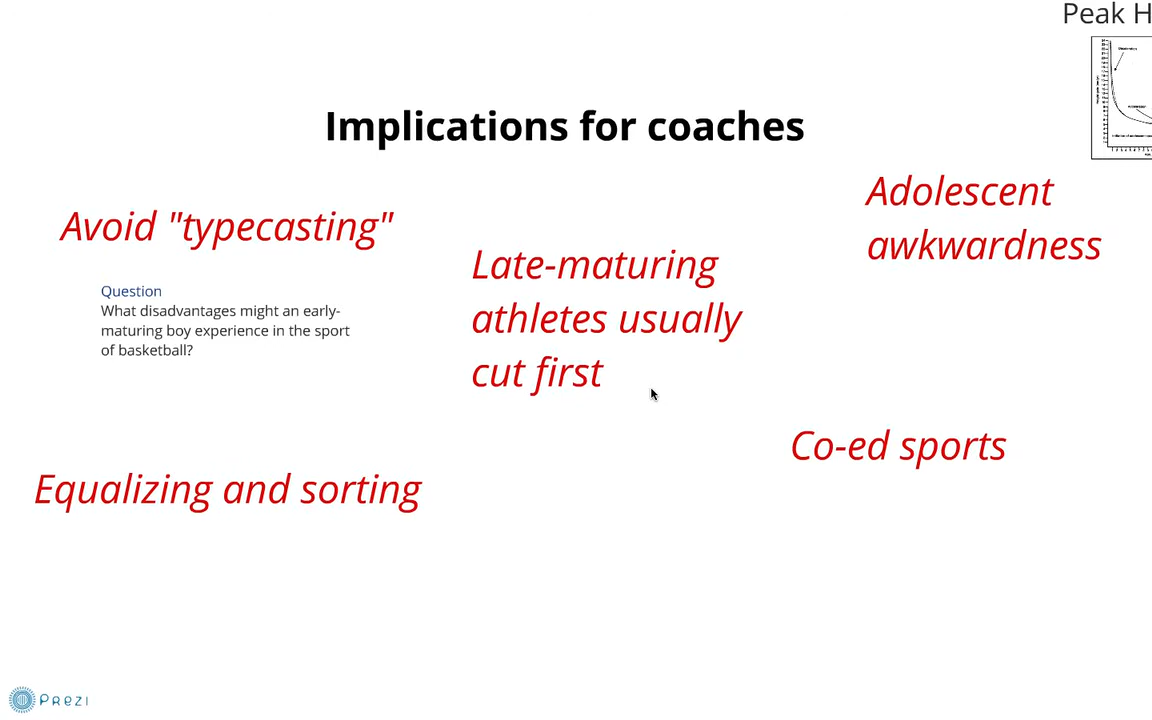 Peak H
Implications for coaches
Avoid "typecasting"
Question
What disadvantages might an early-
maturing boy experience in the sport
of basketball?
Late-maturing
athletes usually
cut first
Adolescent
awkwardness
Co-ed sports
Equalizing and sorting
Prezi